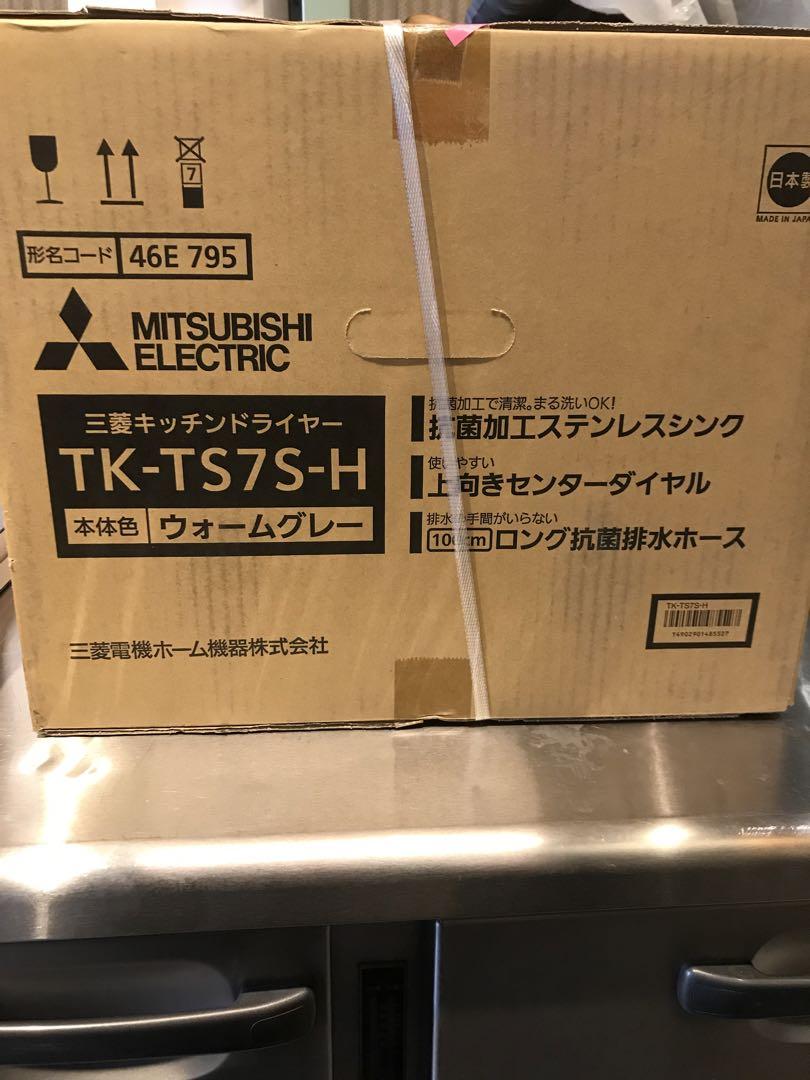 7
日本製
MADE IN JAPA
形名コード 46E 795
MITSUBISHI
ELECTRIC
三菱キッチンドライヤー
TK-TS7S-H
本体色 ウォームグレー
抗菌加工で清潔。まる洗いOK!
抗菌加工ステンレスシンク
使いやすい
上向きセンターダイヤル
排水の手間がいらない
100cm ロング抗菌排水ホース
TK-TS7S-H
三菱電機ホーム機器株式会社